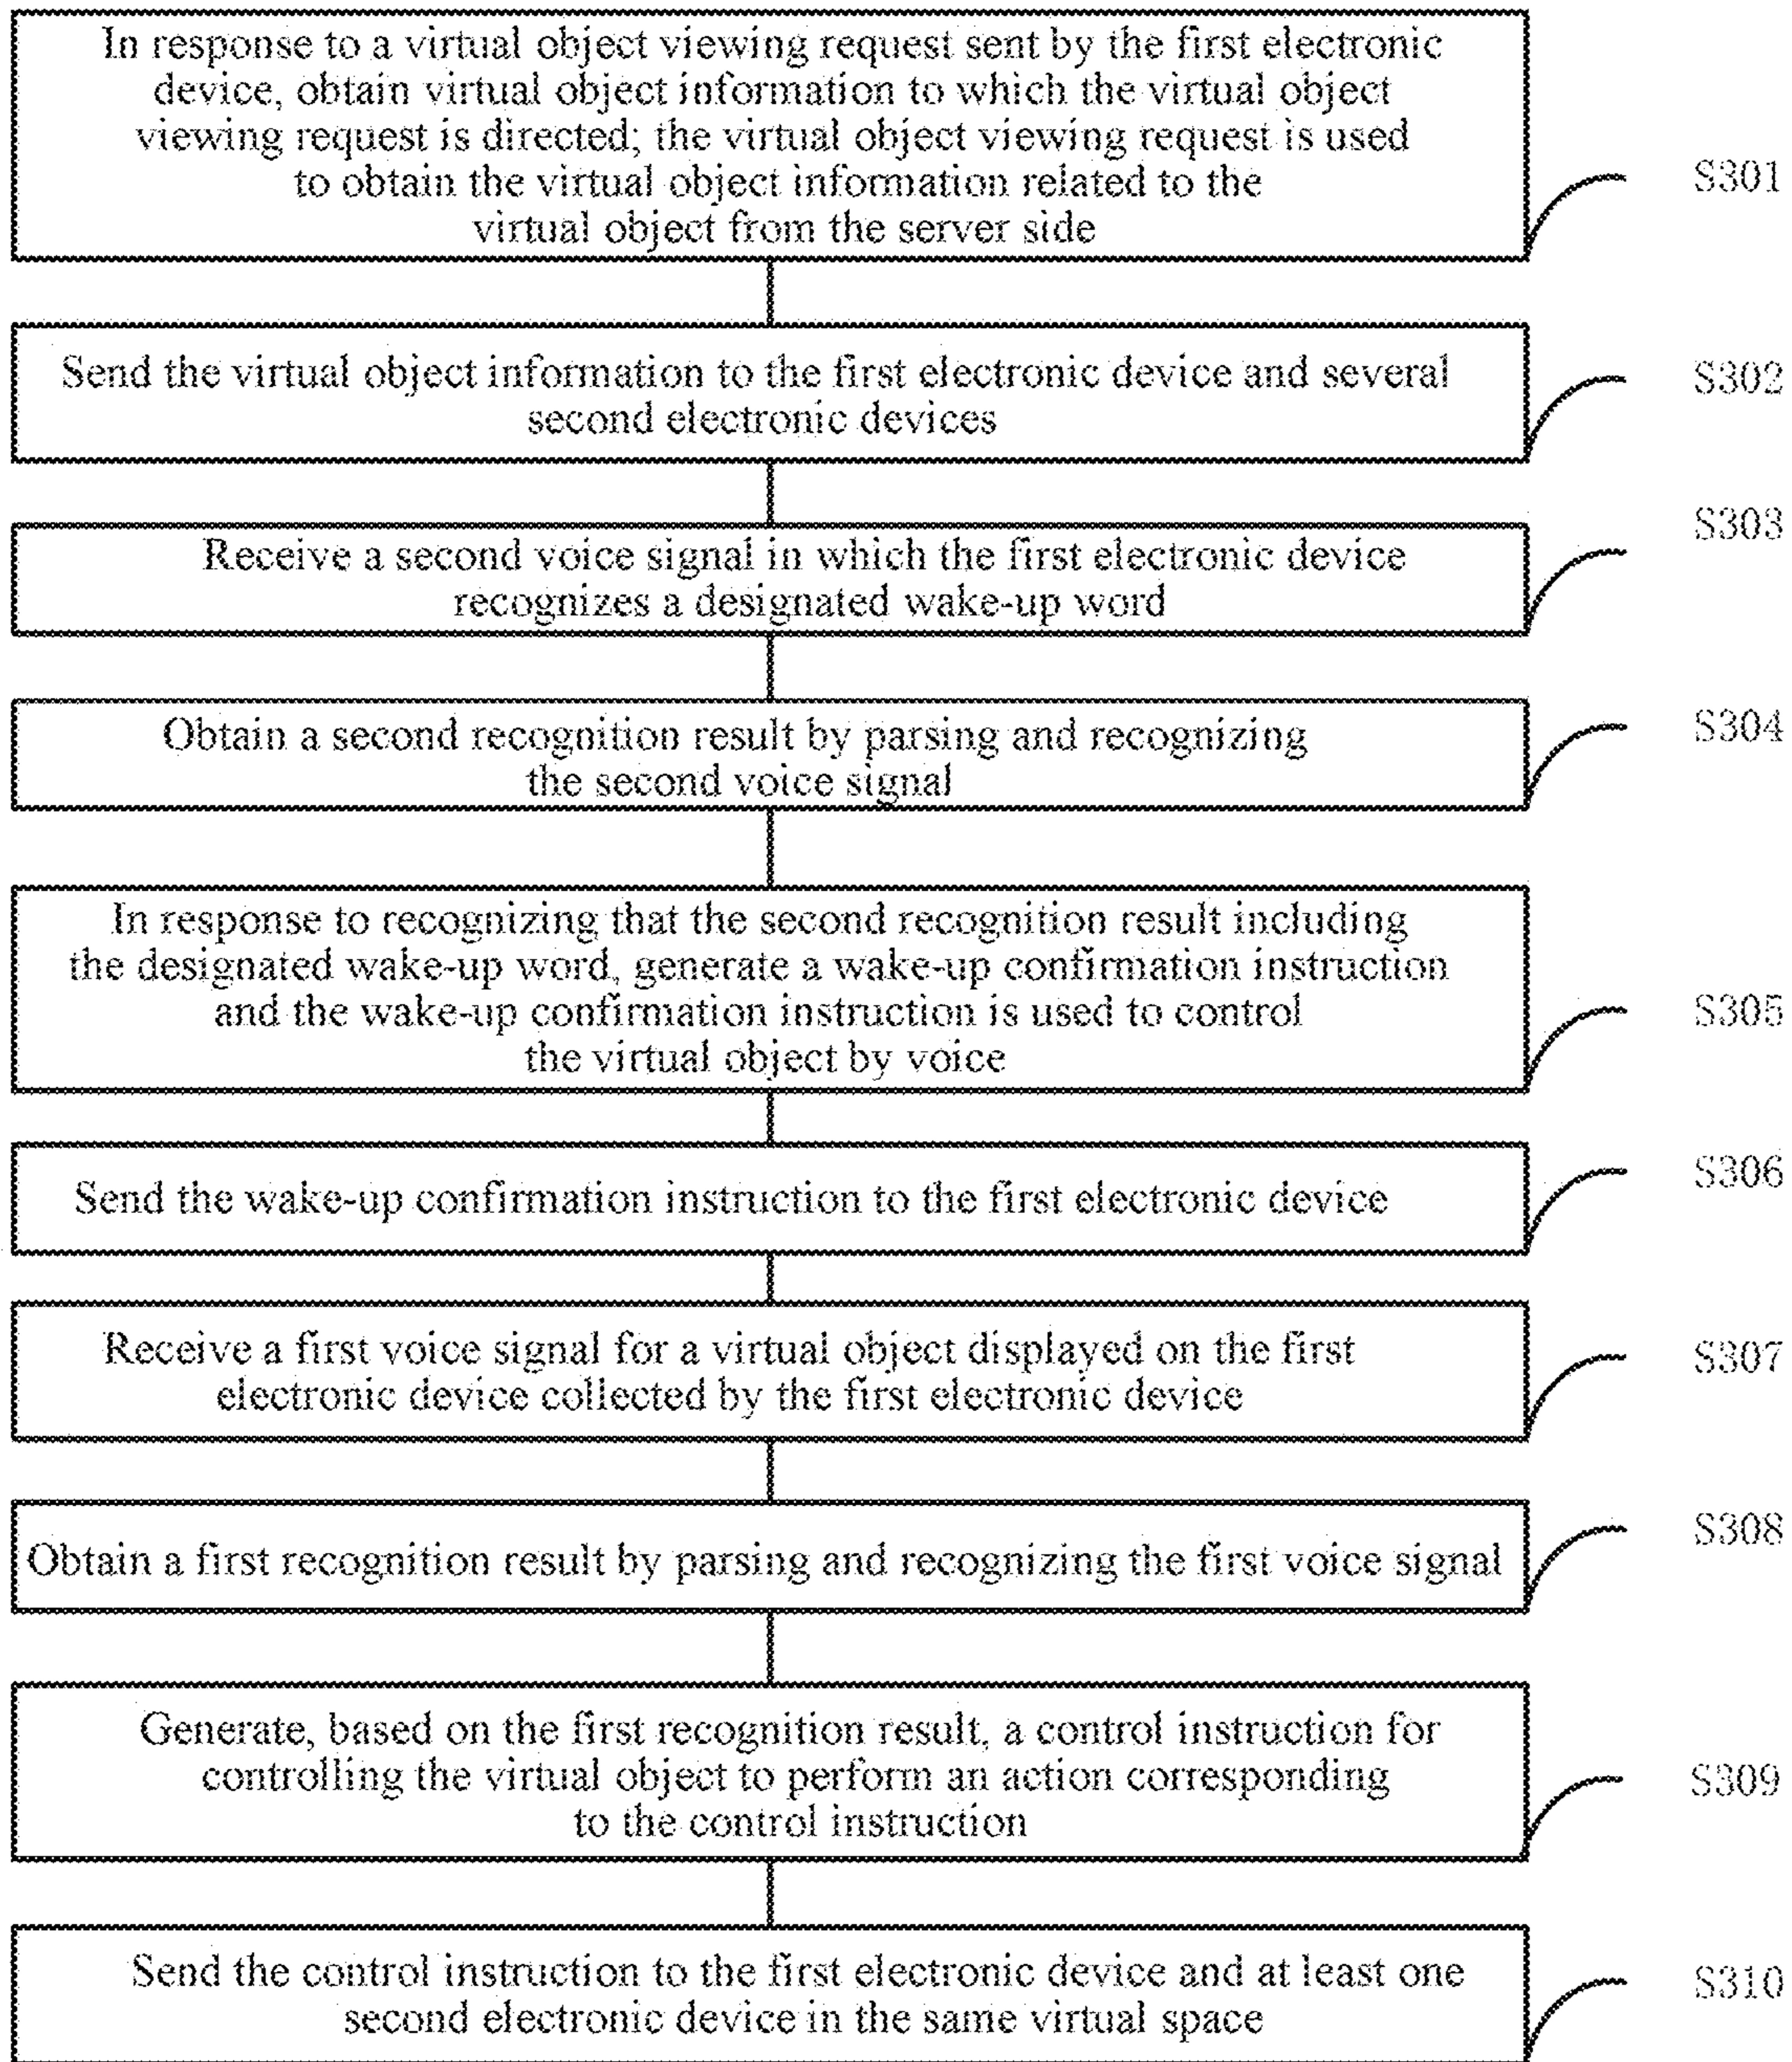 In response to a virtual object viewing request sent by the first electronic
device, obtain virtual object information to which the virtual object
viewing request is directed; the virtual object viewing request is used
to obtain the virtual object information related to the
virtual object from the server side
S301
Send the virtual object information to the first electronic device and several
second electronic devices
S302
Receive a second voice signal in which the first electronic device
recognizes a designated wake-up word
S303
Obtain a second recognition result by parsing and recognizing
the second voice signal
S304
In response to recognizing that the second recognition result including
the designated wake-up word, generate a wake-up confirmation instruction
and the wake-up confirmation instruction is used to control
the virtual object by voice
S305
Send the wake-up confirmation instruction to the first electronic device
S306
Receive a first voice signal for a virtual object displayed on the first
electronic device collected by the first electronic device
S307
Obtain a first recognition result by parsing and recognizing the first voice signal
S308
Generate, based on the first recognition result, a control instruction for
controlling the virtual object to perform an action corresponding
to the control instruction
S309
Send the control instruction to the first electronic device and at least one
second electronic device in the same virtual space
S310